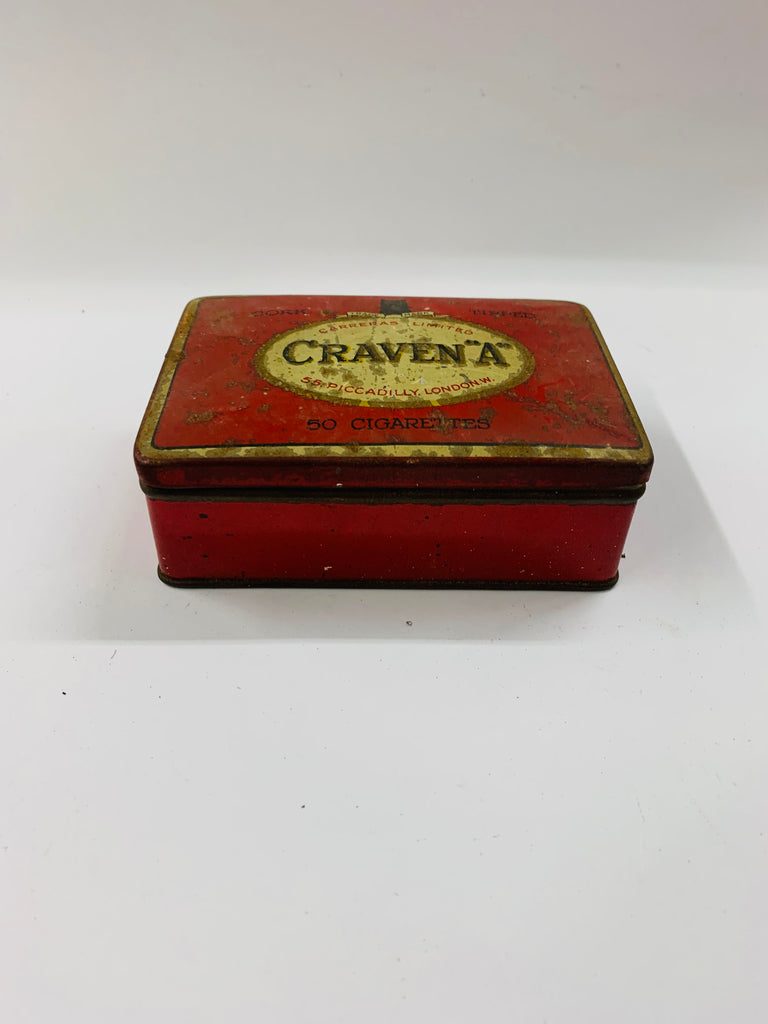 CORK TIPPED
CARRERAS LIMITED
CRAVEN "A"
55 PICCADILLY, LONDON. W.
50 CIGARETTES